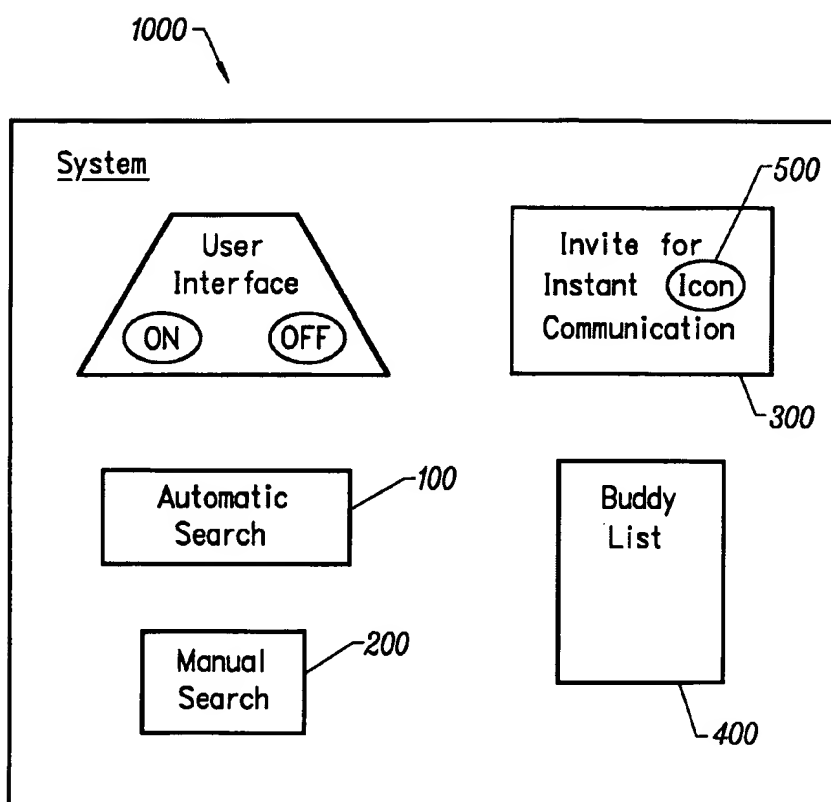 1000
System
500
User
Interface
ON OFF
Invite for
Instant Icon
Communication
300
Automatic
Search
100
Buddy
List
Manual
Search
200
400